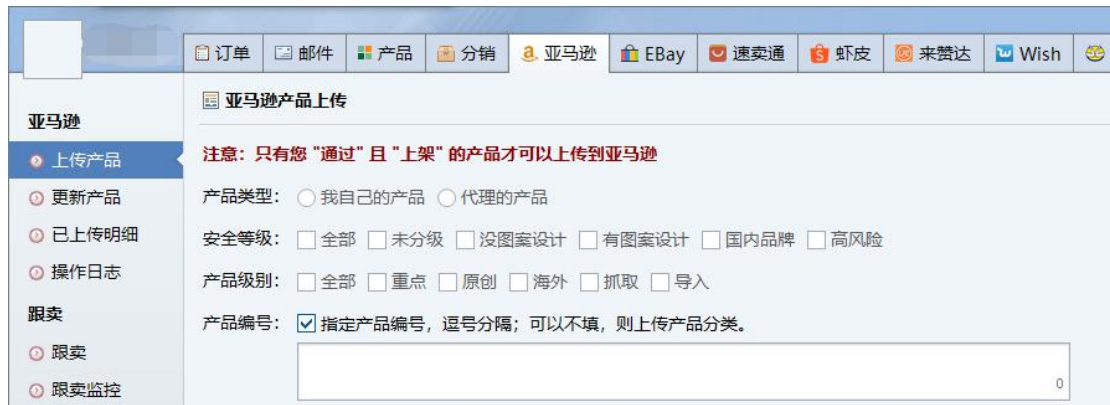 订单 邮件 产品 分销 亚马逊 EBay 速卖通 虾皮 来赞达 Wish
亚马逊产品上传
亚马逊
上传产品
更新产品
已上传明细
操作日志
跟卖
跟卖
跟卖监控
注意：只有您 "通过" 且 "上架" 的产品才可以上传到亚马逊
产品类型： 我自己的产品 代理的产品
安全等级： 全部 未分级 没图案设计 有图案设计 国内品牌 高风险
产品级别： 全部 重点 原创 海外 抓取 导入
产品编号： 指定产品编号，逗号分隔；可以不填，则上传产品分类。
0